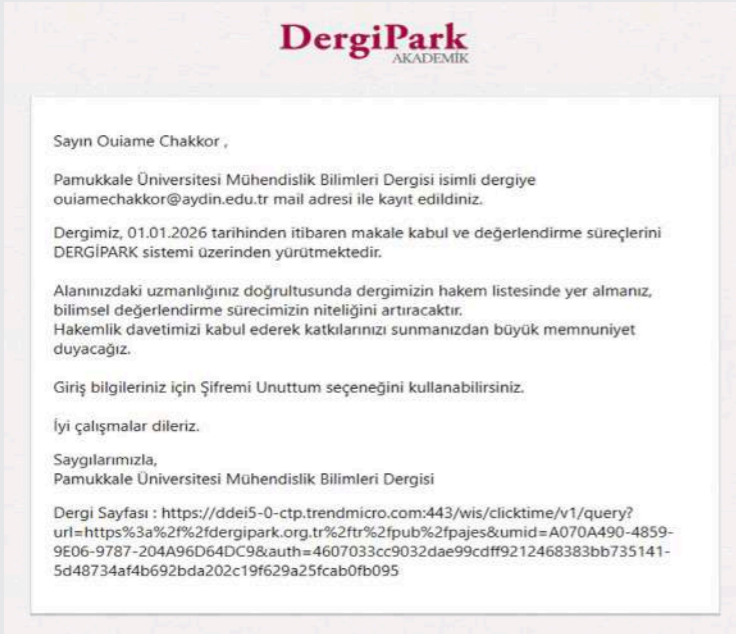 DergiPark
AKADEMİK
Sayın Ouiame Chakkor ,
Pamukkale Üniversitesi Mühendislik Bilimleri Dergisi isimli dergiye
ouiamechakkor@aydin.edu.tr mail adresi ile kayıt edildiniz.
Dergimiz, 01.01.2026 tarihinden itibaren makale kabul ve değerlendirme süreçlerini
DERGİPARK sistemi üzerinden yürütmektedir.
Alanınızdaki uzmanlığınız doğrultusunda dergimizin hakem listesinde yer almanız,
bilimsel değerlendirme sürecimizin niteliğini artıracaktır.
Hakemlik davetimizi kabul ederek katkılarınızı sunmanızdan büyük memnuniyet
duyacağız.
Giriş bilgileriniz için Şifremi Unuttum seçeneğini kullanabilirsiniz.
İyi çalışmalar dileriz.
Saygılarımızla,
Pamukkale Üniversitesi Mühendislik Bilimleri Dergisi
Dergi Sayfası : https://ddei5-0-ctp.trendmicro.com:443/wis/clicktime/v1/query?
url=https%3a%2f%2fdergipark.org.tr%2ftr%2fpub%2fpajes&umid=A070A490-4859-
9E06-9787-204A96D64DC9&auth=4607033cc9032dae99cdff9212468383bb735141-
5d48734af4b692bda202c19f629a25fcab0fb095